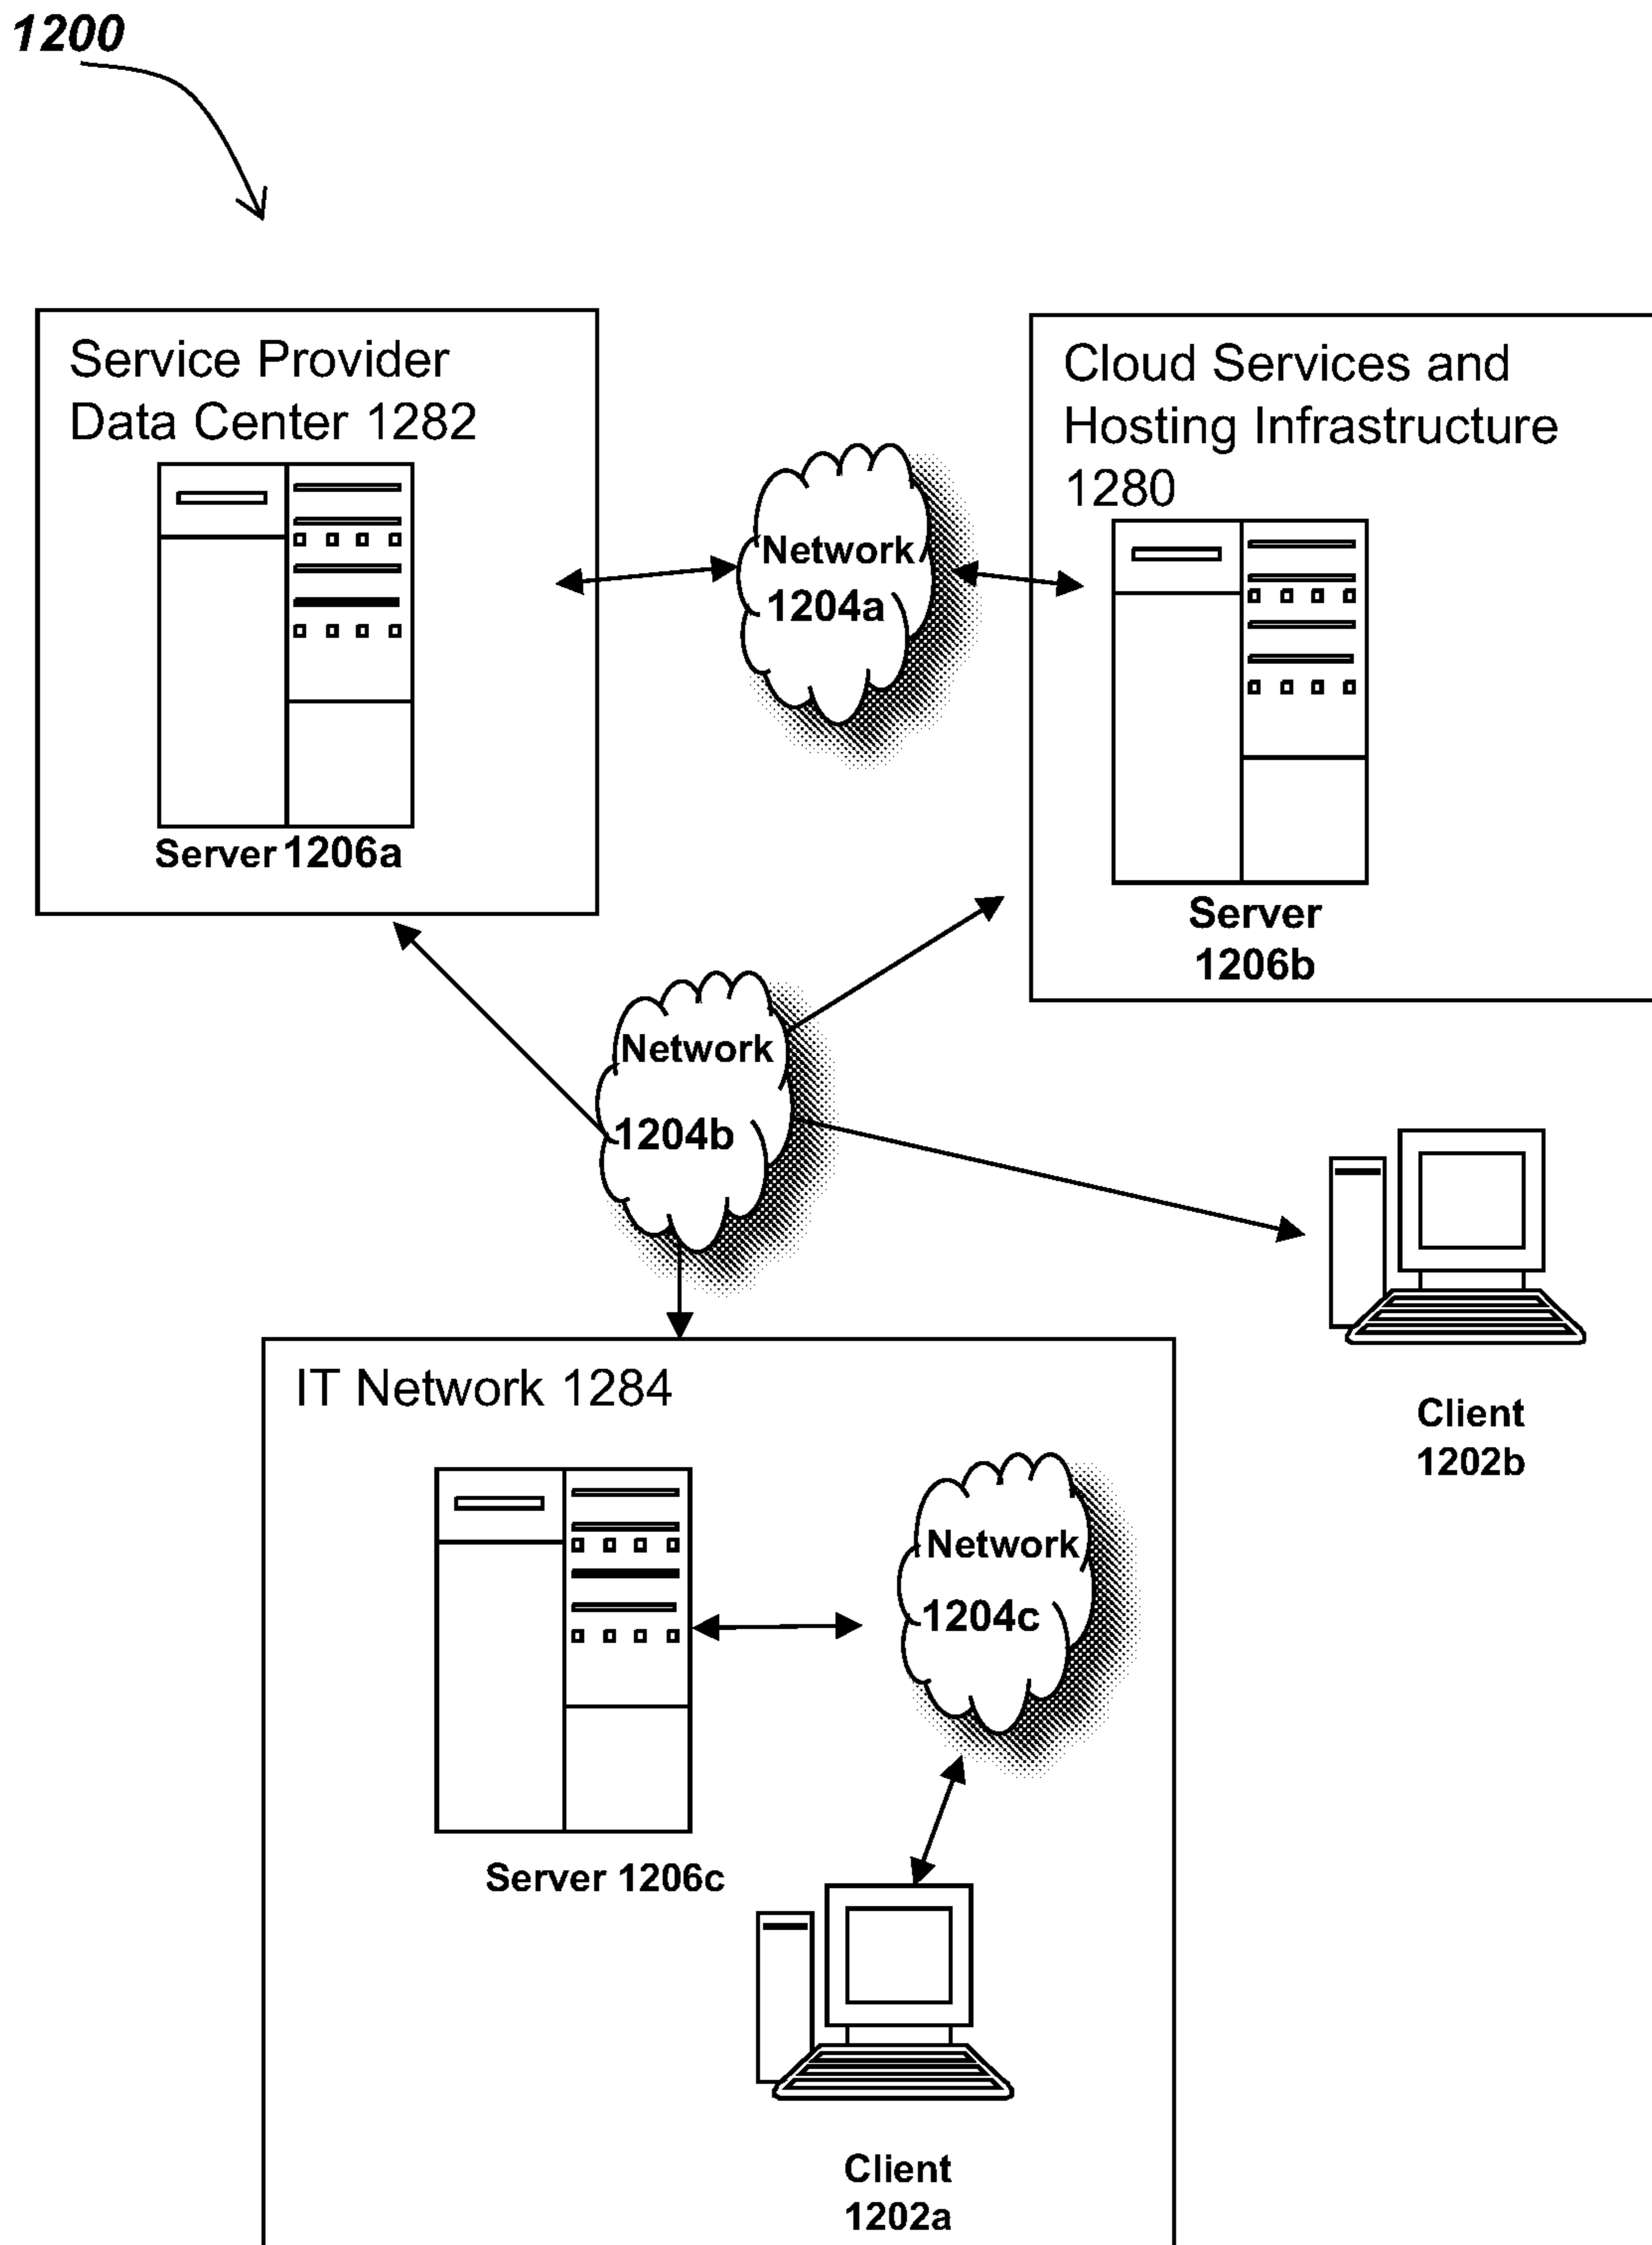 1200
Service Provider
Data Center 1282
Server 1206a
Network
1204a
Cloud Services and
Hosting Infrastructure
1280
Server
1206b
Network
1204b
Client
1202b
IT Network 1284
Server 1206c
Network
1204c
Client
1202a